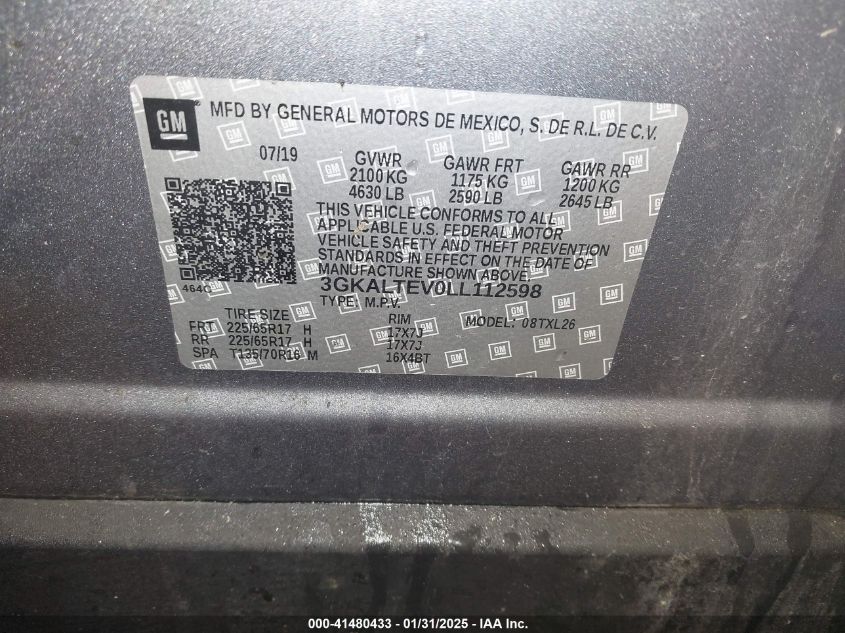 GM MFD BY GENERAL MOTORS DE MEXICO, S. DE R.L. DE C.V.
07/19 GVWR GAWR FRT GAWR RR
2100 KG 1175 KG 1200 KG
4630 LB 2590 LB 2645 LB
THIS VEHICLE CONFORMS TO ALL
APPLICABLE U.S. FEDERAL MOTOR
VEHICLE SAFETY AND THEFT PREVENTION
STANDARDS IN EFFECT ON THE DATE OF
MANUFACTURE SHOWN ABOVE.
464C 3GKALTEV0LL112598
TYPE: M.P.V.
TIRE SIZE RIM MODEL: 08TXL26
FRT 225/65R17 H 17X7J
RR 225/65R17 H 17X7J
SPA T135/70R16 M 16X4BT
000-41480433 - 01/31/2025 - IAA Inc.